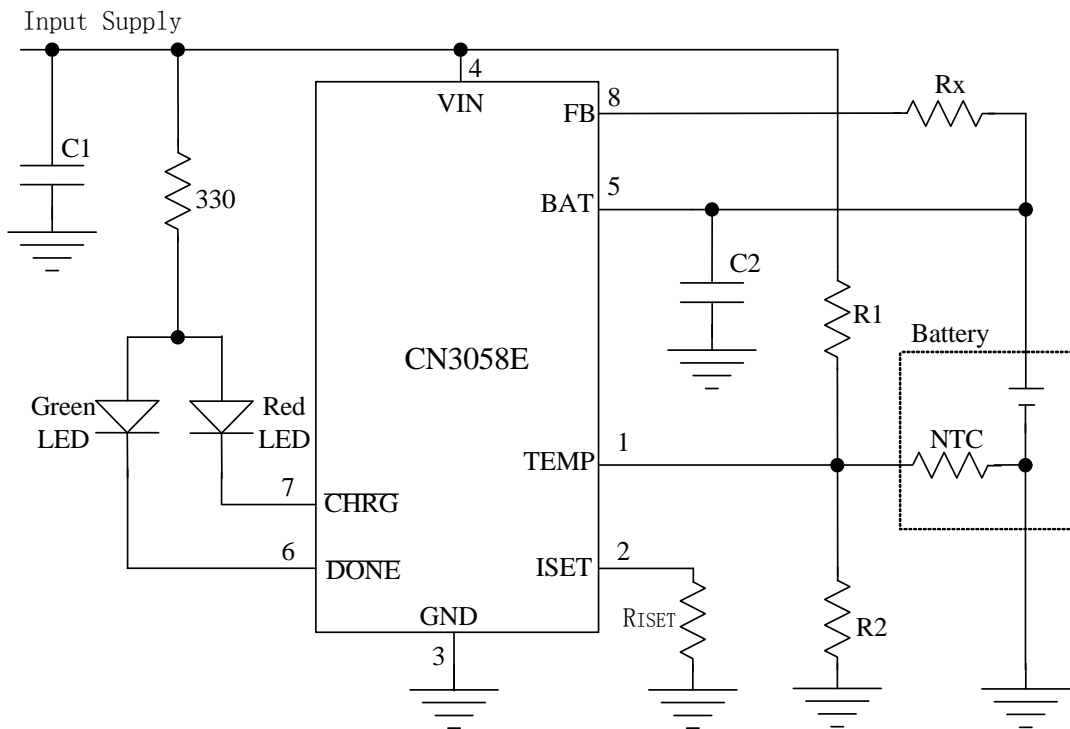 Input Supply
4
VIN
8
FB
Rx
C1
330
5
BAT
C2
R1
Battery
CN3058E
Green
LED
Red
LED
1
TEMP
NTC
7
CHRG
6
DONE
2
ISET
RISET
R2
GND
3